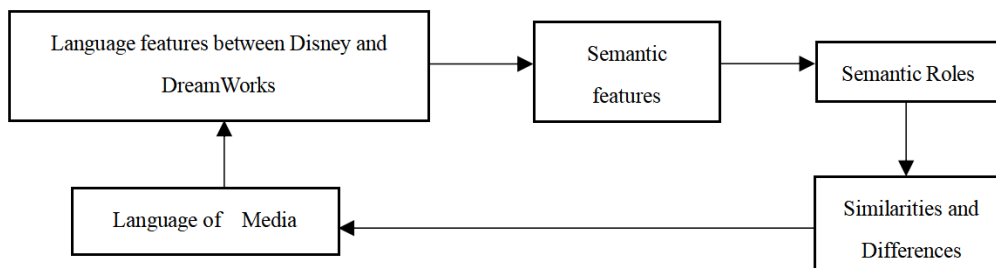 Language features between Disney and
DreamWorks
Semantic
features
Semantic Roles
Language of Media
Similarities and
Differences